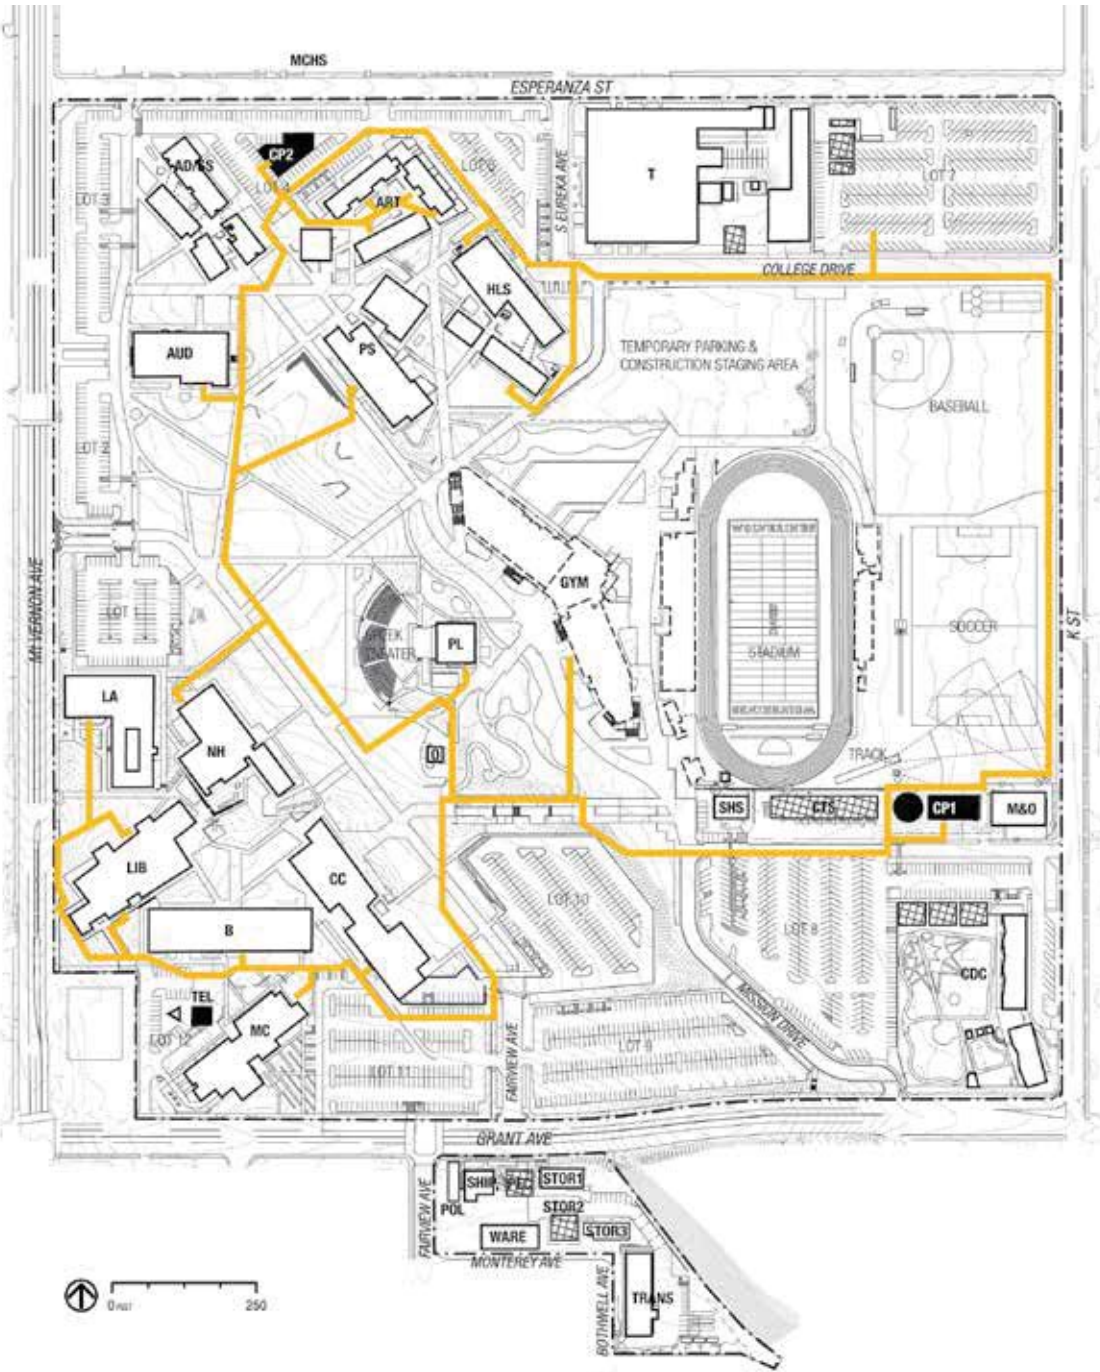 MCHS
ESPERANZA ST
CP2
AD/SS
LOT 3
LOT 4
LOT 6
ART
S EUREKA AVE
T
LOT 7
COLLEGE DRIVE
HLS
AUD
PS
TEMPORARY PARKING &
CONSTRUCTION STAGING AREA
BASEBALL
LOT 2
MT VERNON AVE
LOT 1
GYM
K ST
GREEK
THEATER
PL
SOCCER
STADIUM
LA
NH
O
TRACK
SHS
CTS
CP1
M&O
LIB
CC
LOT 10
B
LOT 8
CDC
TEL
MC
MISSION DRIVE
LOT 12
LOT 9
LOT 11
FAIRVIEW AVE
GRANT AVE
SHIP
STOR1
POL
FAIRVIEW AVE
STOR2
WARE
STOR3
MONTEREY AVE
BOTHWELL AVE
TRANS
0 FEET
250